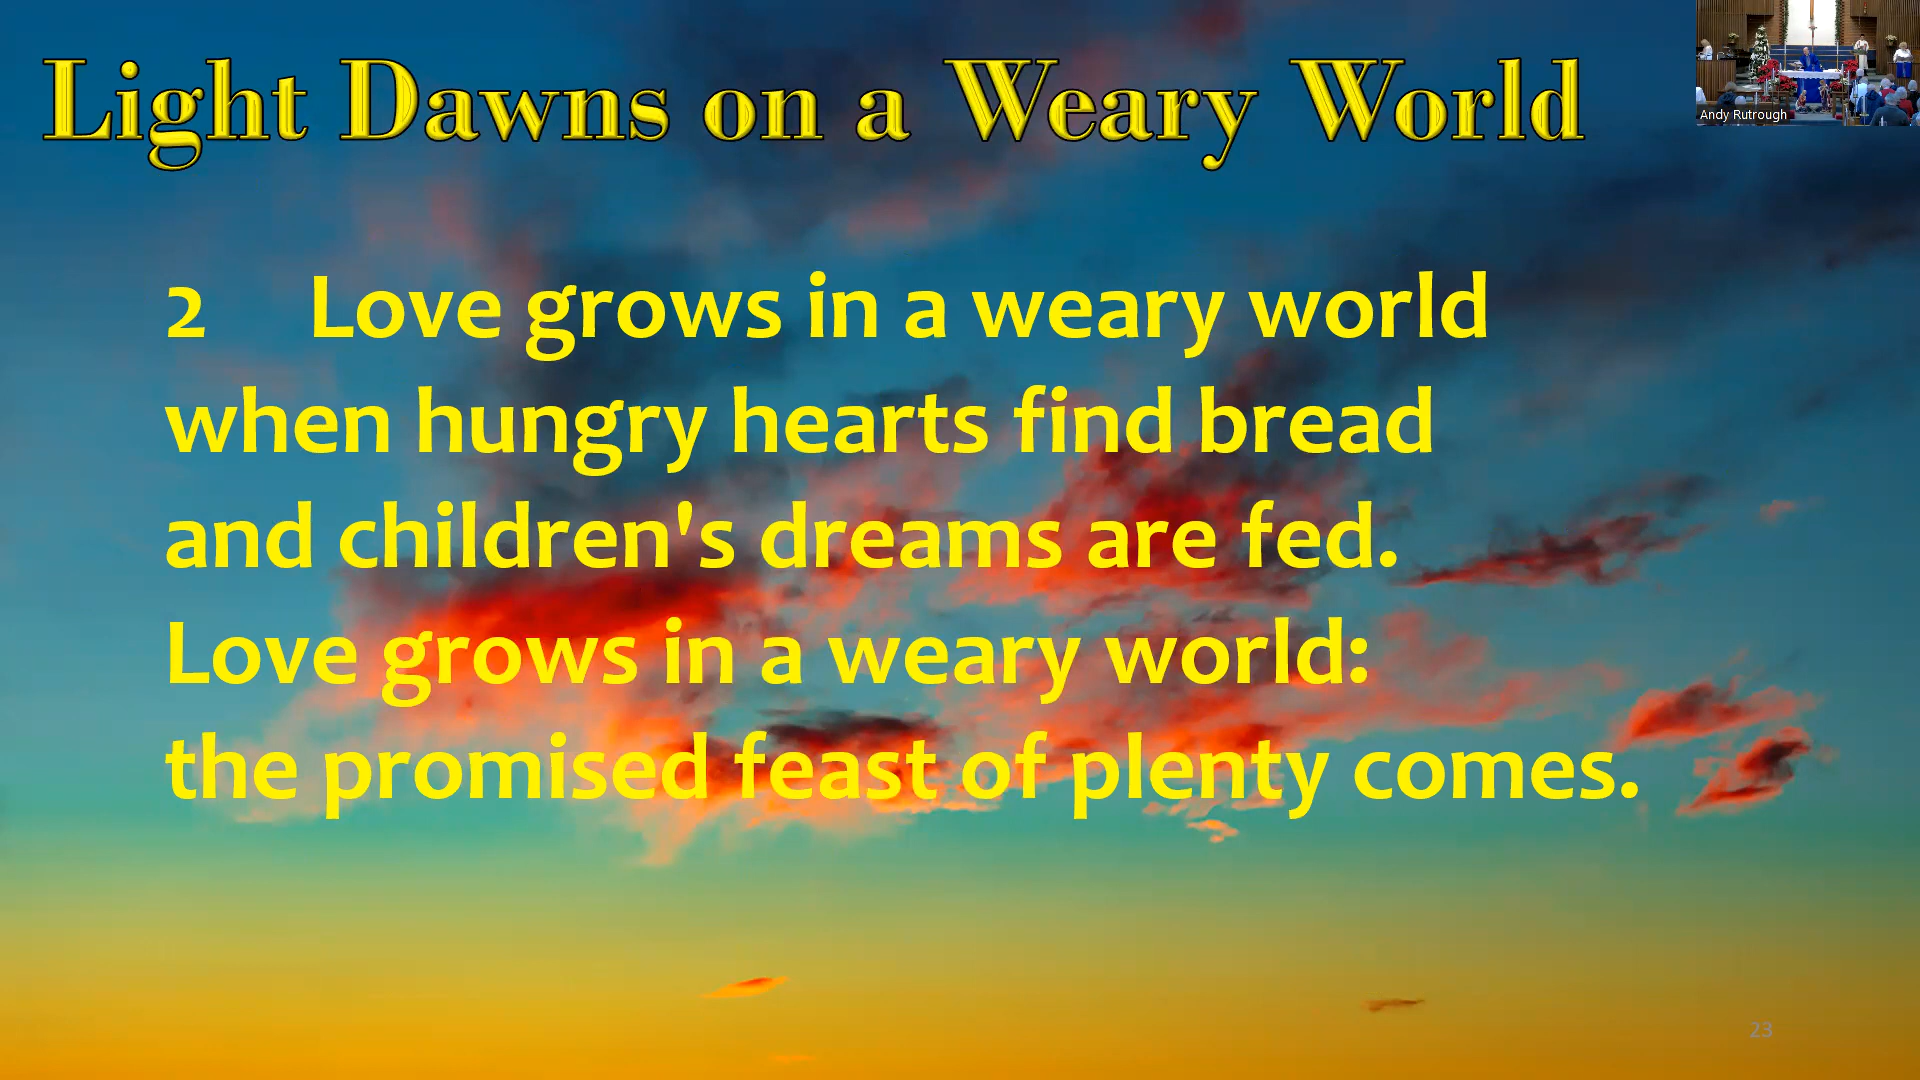 Light Dawns on a Weary World
Andy Rutrough
2 Love grows in a weary world
when hungry hearts find bread
and children's dreams are fed.
Love grows in a weary world:
the promised feast of plenty comes.
23